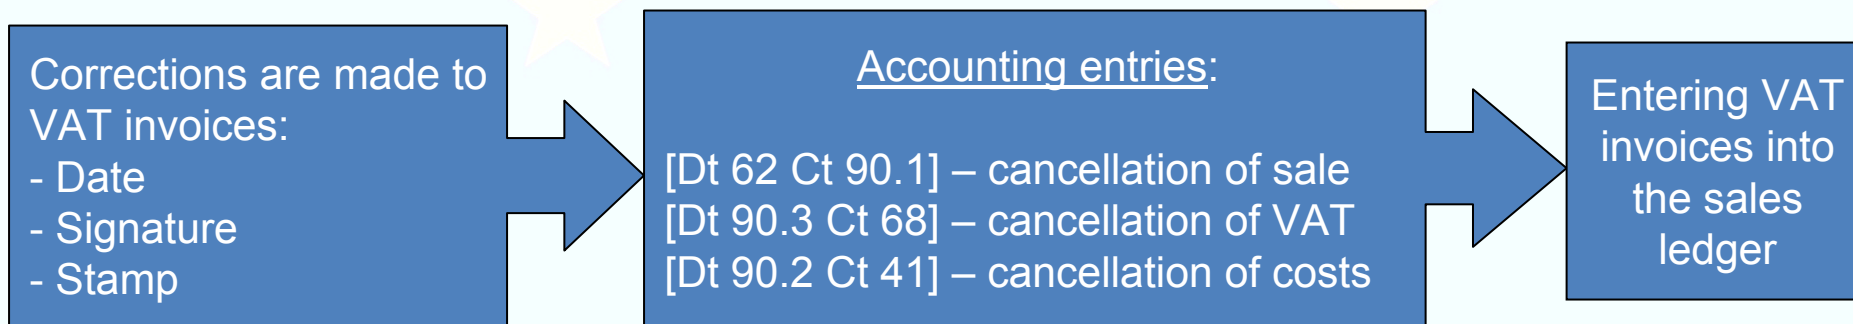 Corrections are made to
VAT invoices:
- Date
- Signature
- Stamp
Accounting entries:
[Dt 62 Ct 90.1] – cancellation of sale
[Dt 90.3 Ct 68] – cancellation of VAT
[Dt 90.2 Ct 41] – cancellation of costs
Entering VAT
invoices into
the sales
ledger